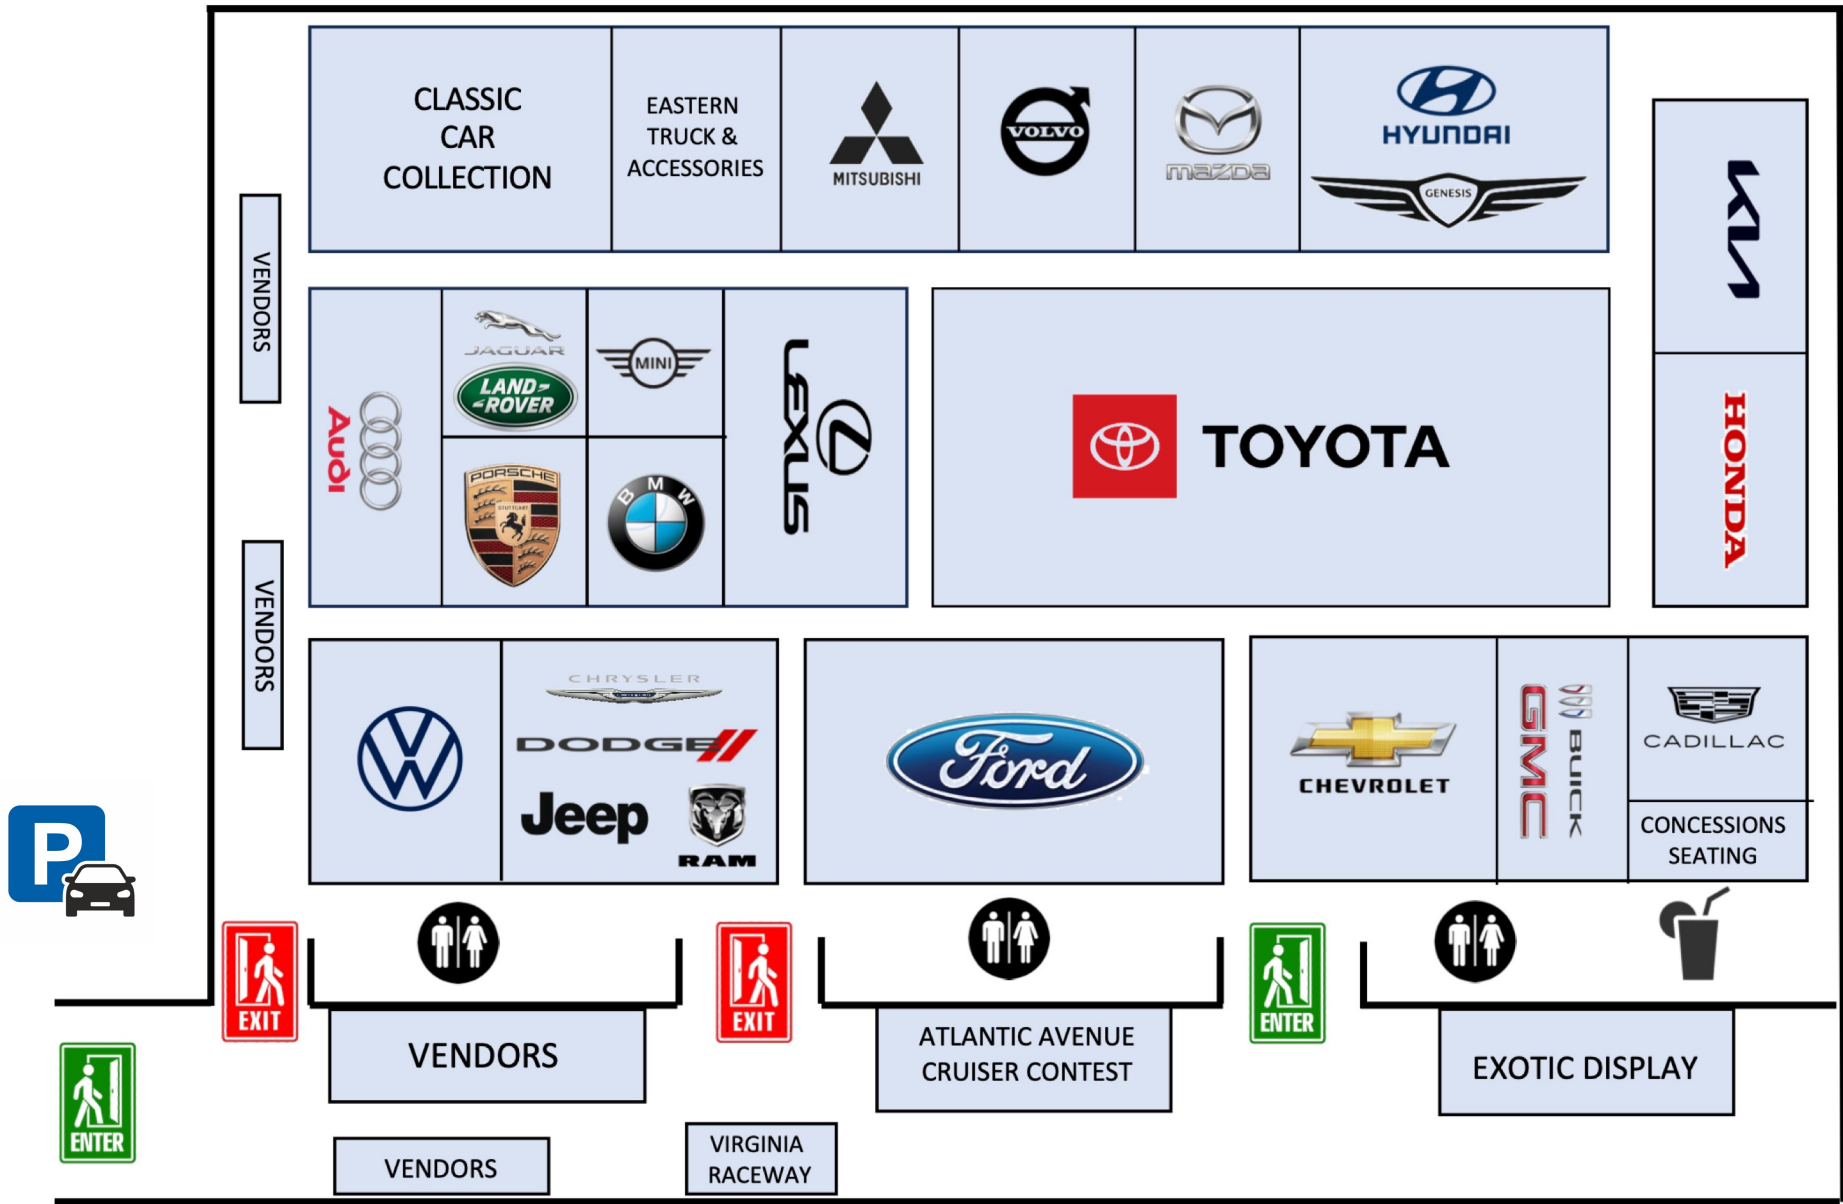 CLASSIC
CAR
COLLECTION
EASTERN
TRUCK &
ACCESSORIES
MITSUBISHI
VOLVO
mazda
HYUNDAI
GENESIS
KIA
VENDORS
Audi
JAGUAR
LAND-
-ROVER
MINI
LEXUS
PORSCHE
STUTTGART
BMW
TOYOTA
HONDA
VENDORS
VW
CHRYSLER
DODGE
Jeep
RAM
Ford
CHEVROLET
GMC
BUICK
CADILLAC
CONCESSIONS
SEATING
P
EXIT
EXIT
ENTER
ENTER
VENDORS
ATLANTIC AVENUE
CRUISER CONTEST
EXOTIC DISPLAY
VENDORS
VIRGINIA
RACEWAY